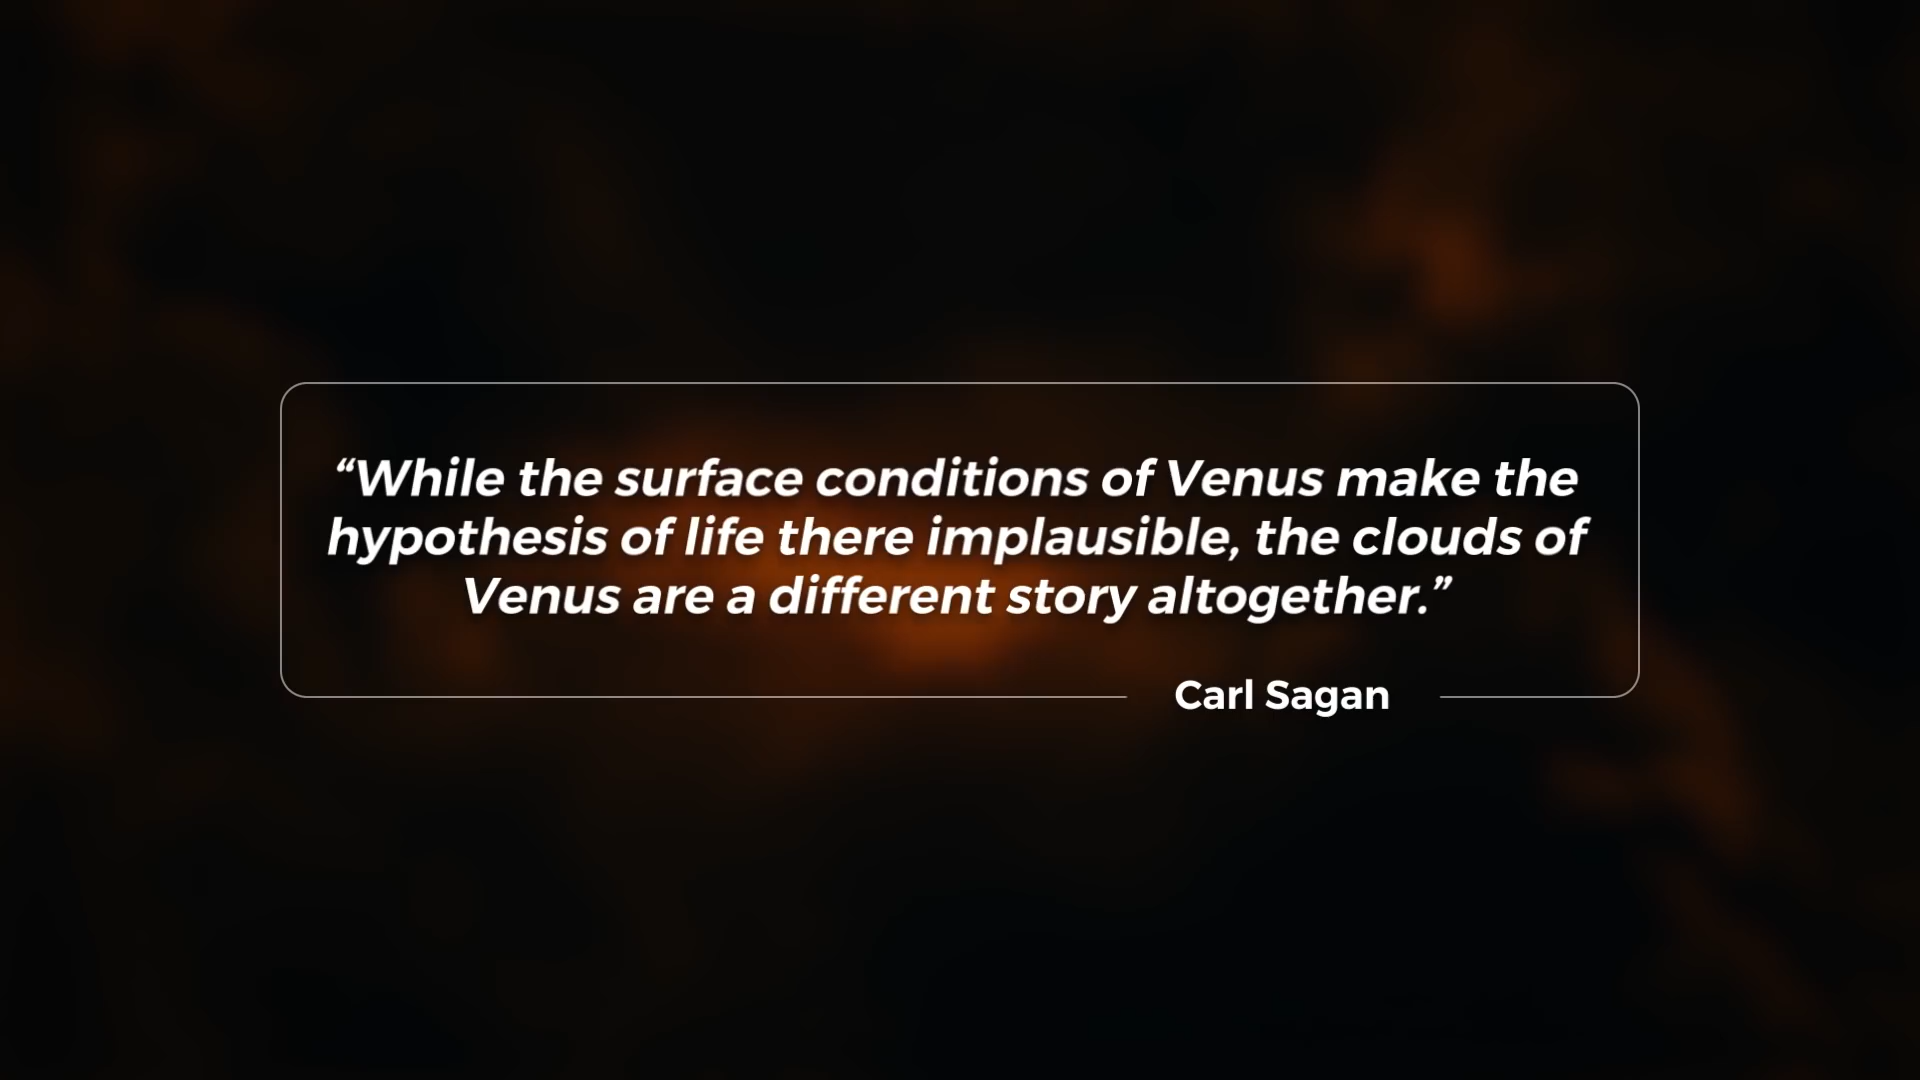 “While the surface conditions of Venus make the
hypothesis of life there implausible, the clouds of
Venus are a different story altogether.”
Carl Sagan